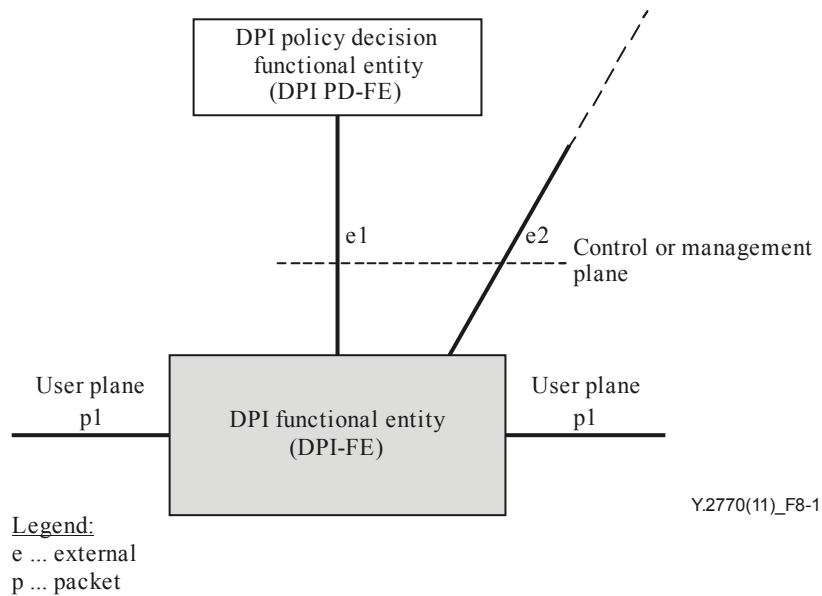 DPI policy decision
functional entity
(DPI PD-FE)
e1
e2
Control or management
plane
User plane
p1
DPI functional entity
(DPI-FE)
User plane
p1
Y.2770(11)_F8-1
Legend:
e ... external
p ... packet